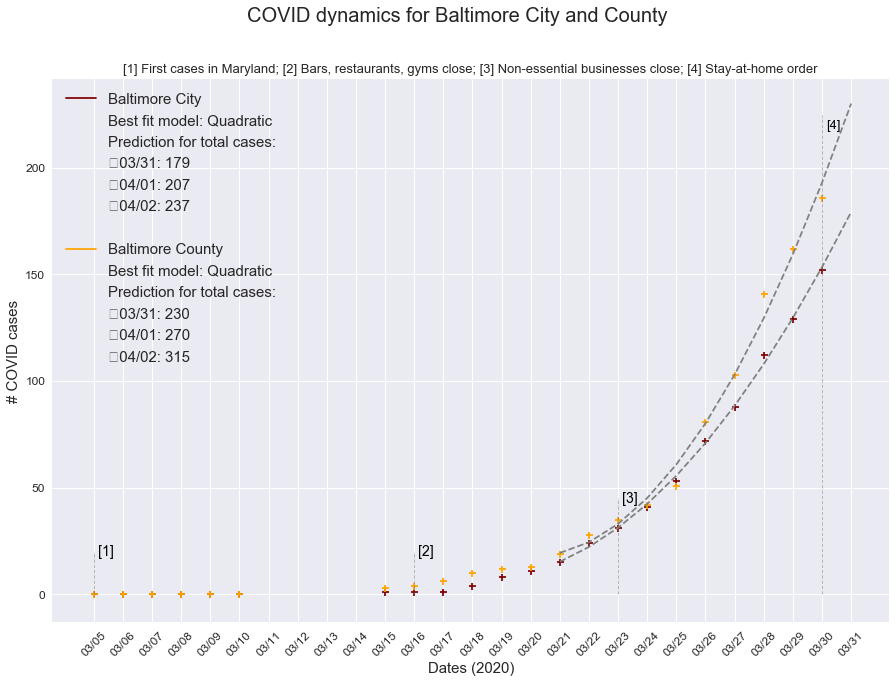 COVID dynamics for Baltimore City and County
[1] First cases in Maryland; [2] Bars, restaurants, gyms close; [3] Non-essential businesses close; [4] Stay-at-home order
Baltimore City
Best fit model: Quadratic
Prediction for total cases:
03/31: 179
04/01: 207
04/02: 237
Baltimore County
Best fit model: Quadratic
Prediction for total cases:
03/31: 230
04/01: 270
04/02: 315
[4]
[3]
[1]
[2]
# COVID cases
200
150
100
50
0
03/05 03/06 03/07 03/08 03/09 03/10 03/11 03/12 03/13 03/14 03/15 03/16 03/17 03/18 03/19 03/20 03/21 03/22 03/23 03/24 03/25 03/26 03/27 03/28 03/29 03/30 03/31
Dates (2020)